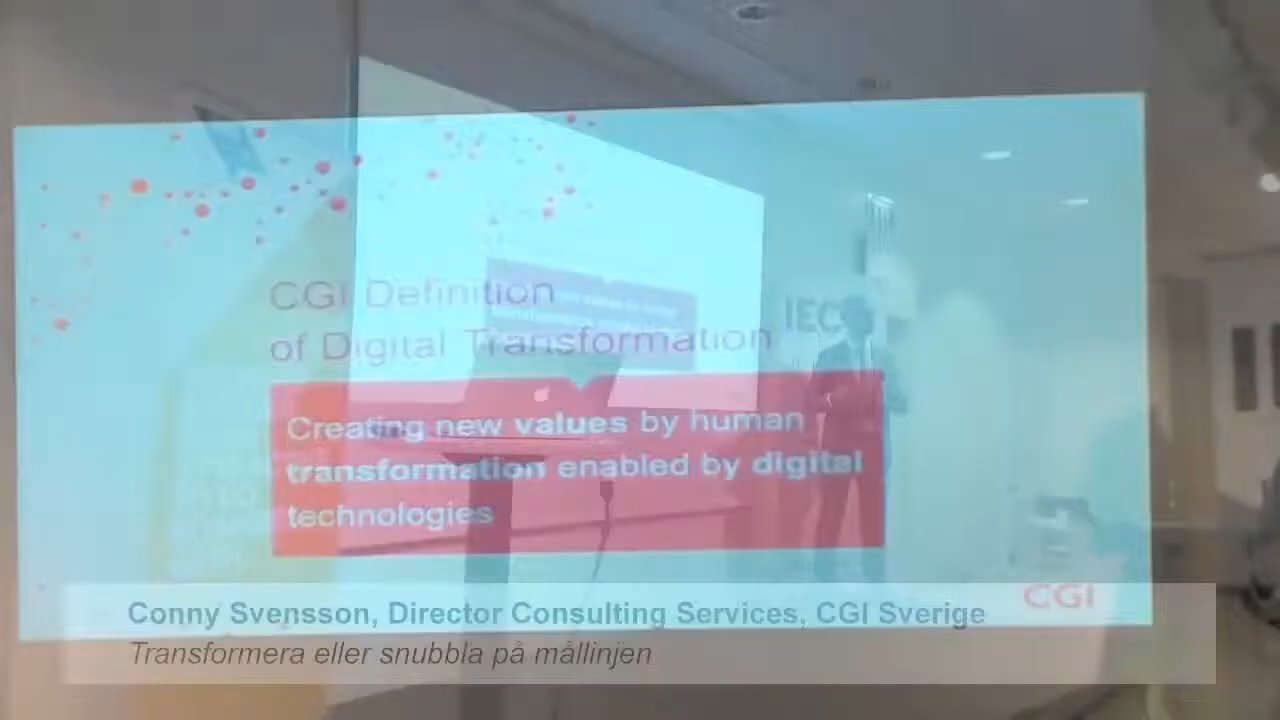 CGI Definition
of Digital Transformation
IEC
Creating new values by human
transformation enabled by digital
technologies
CGI
Conny Svensson, Director Consulting Services, CGI Sverige
Transformera eller snubbla på mållinjen